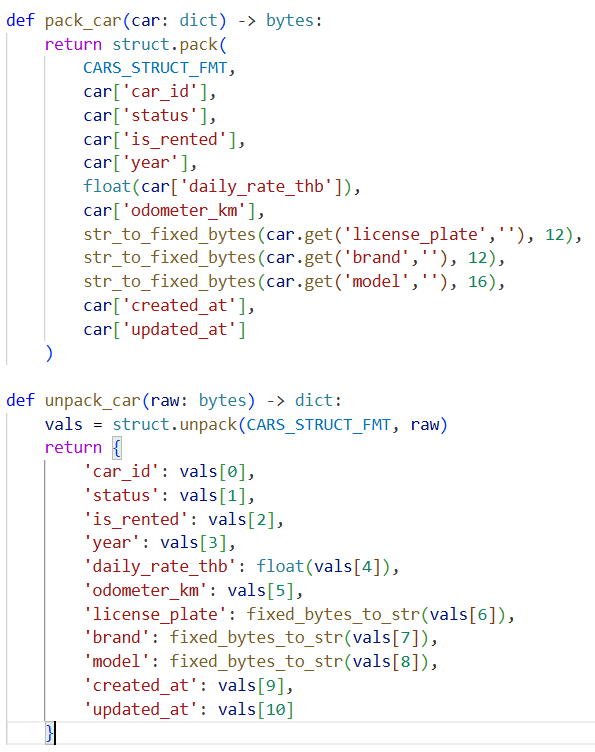 def pack_car(car: dict) -> bytes:
    return struct.pack(
        CARS_STRUCT_FMT,
        car['car_id'],
        car['status'],
        car['is_rented'],
        car['year'],
        float(car['daily_rate_thb']),
        car['odometer_km'],
        str_to_fixed_bytes(car.get('license_plate',''), 12),
        str_to_fixed_bytes(car.get('brand',''), 12),
        str_to_fixed_bytes(car.get('model',''), 16),
        car['created_at'],
        car['updated_at']
    )
def unpack_car(raw: bytes) -> dict:
    vals = struct.unpack(CARS_STRUCT_FMT, raw)
    return {
        'car_id': vals[0],
        'status': vals[1],
        'is_rented': vals[2],
        'year': vals[3],
        'daily_rate_thb': float(vals[4]),
        'odometer_km': vals[5],
        'license_plate': fixed_bytes_to_str(vals[6]),
        'brand': fixed_bytes_to_str(vals[7]),
        'model': fixed_bytes_to_str(vals[8]),
        'created_at': vals[9],
        'updated_at': vals[10]
    }